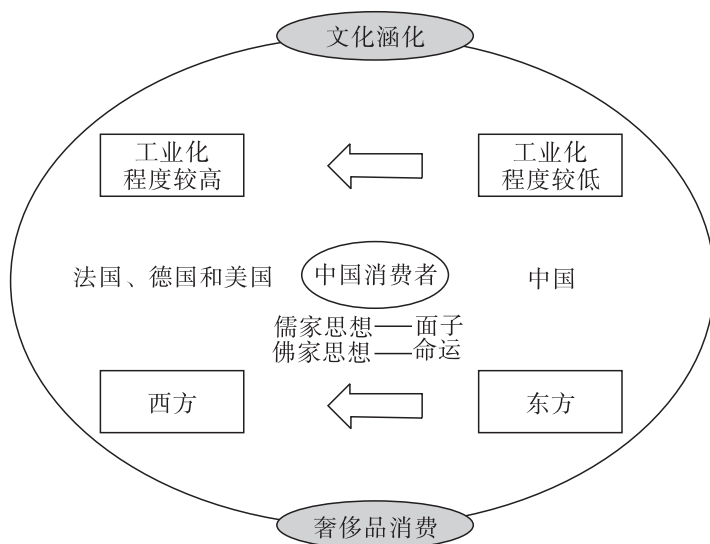 文化涵化
工业化
程度较高
工业化
程度较低
法国、德国和美国
中国消费者
中国
儒家思想——面子
佛家思想——命运
西方
东方
奢侈品消费